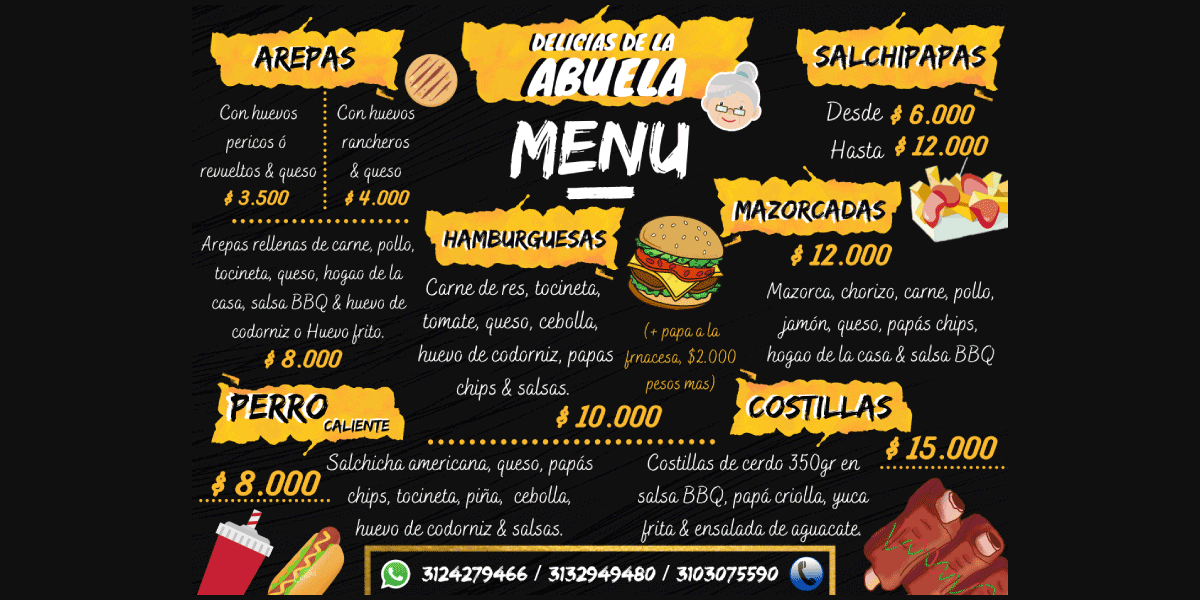 DELICIAS DE LA
ABUELA
MENU
AREPAS
Con huevos
pericos ó
revueltos & queso
$ 3.500
Con huevos
rancheros
& queso
$ 4.000
Arepas rellenas de carne, pollo,
tocineta, queso, hogao de la
casa, salsa BBQ & huevo de
codorniz o Huevo frito.
$ 8.000
SALCHIPAPAS
Desde $ 6.000
Hasta $ 12.000
HAMBURGUESAS
Carne de res, tocineta,
tomate, queso, cebolla,
huevo de codorniz, papas
chips & salsas.
(+ papa a la
frnacesa, $2.000
pesos mas)
$ 10.000
MAZORCADAS
$ 12.000
Mazorca, chorizo, carne, pollo,
jamón, queso, papás chips,
hogao de la casa & salsa BBQ
PERRO
CALIENTE
$ 8.000
Salchicha americana, queso, papás
chips, tocineta, piña, cebolla,
huevo de codorniz & salsas.
COSTILLAS
$ 15.000
Costillas de cerdo 350gr en
salsa BBQ, papá criolla, yuca
frita & ensalada de aguacate.
3124279466 / 3132949480 / 3103075590